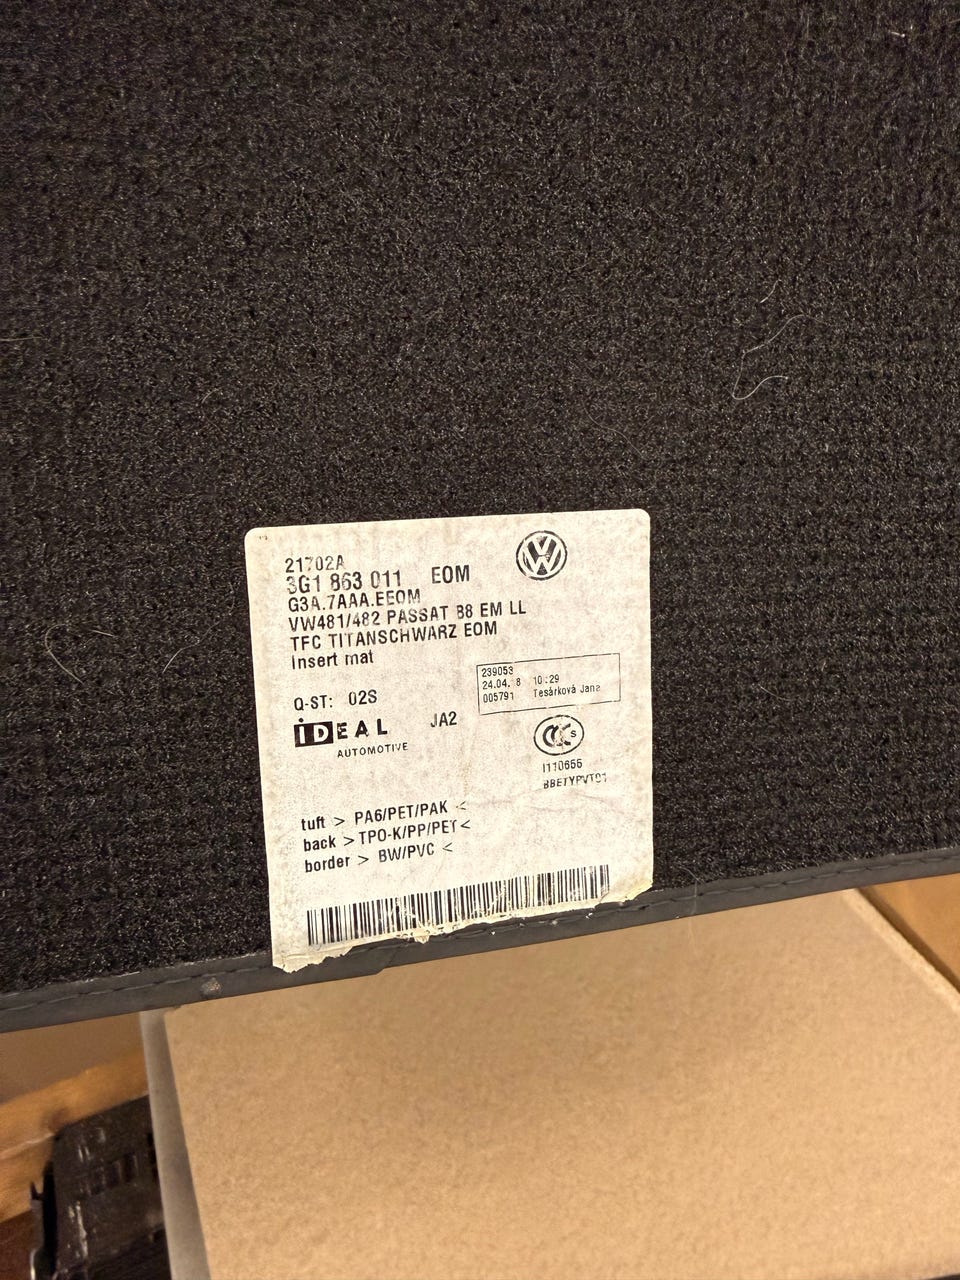 21702A
3G1 863 011 EOM
G3A.7AAA.EEOM
VW481/482 PASSAT B8 EM LL
TFC TITANSCHWARZ EOM
Insert mat
239053
24.04. 8 10:29
005791 Tesárková Jana
Q-ST: 02S
iDEAL JA2
AUTOMOTIVE
CCC S
I110655
tuft > PA6/PET/PAK <
back > TPO-K/PP/PET <
border > BW/PVC <